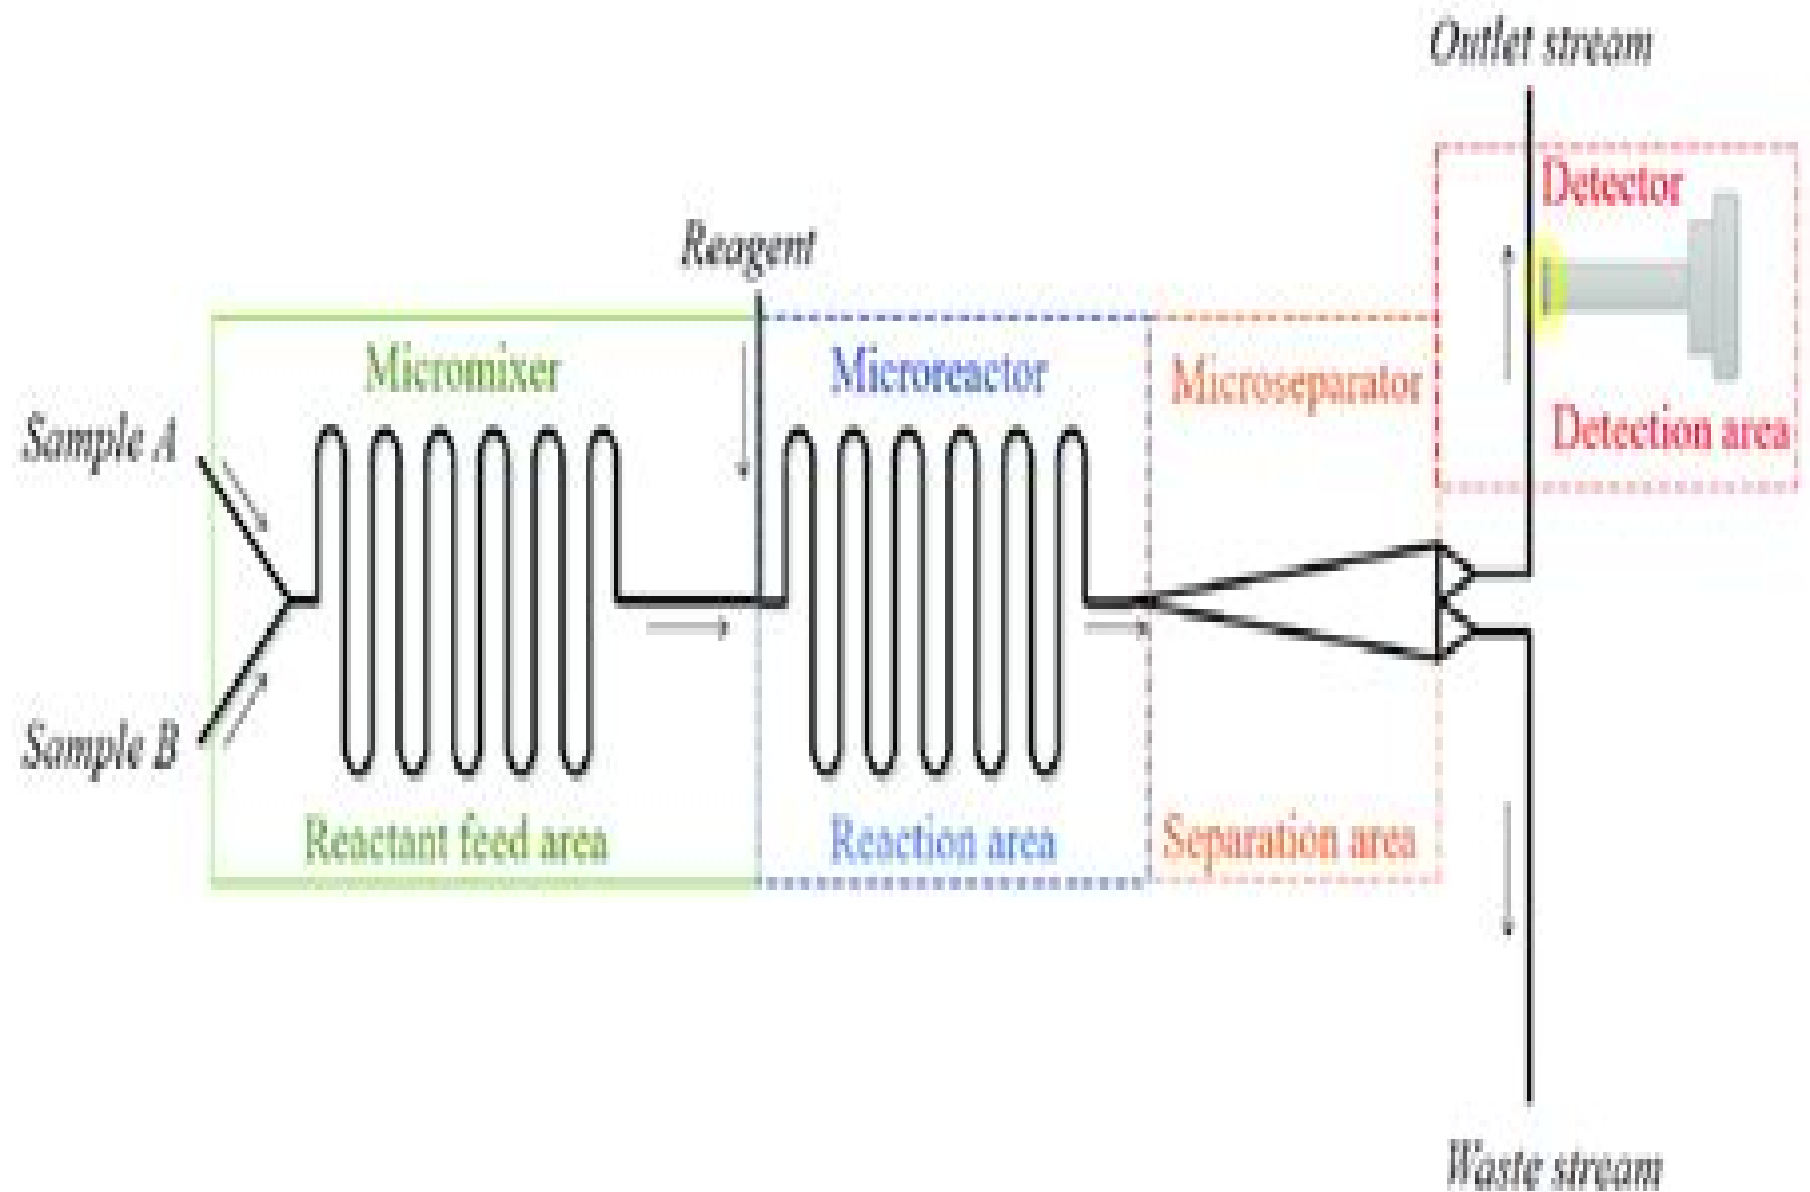 Outlet stream
Detector
Reagent
Micromixer
Microreactor
Microseparator
Detection area
Sample A
Sample B
Reactant feed area
Reaction area
Separation area
Waste stream